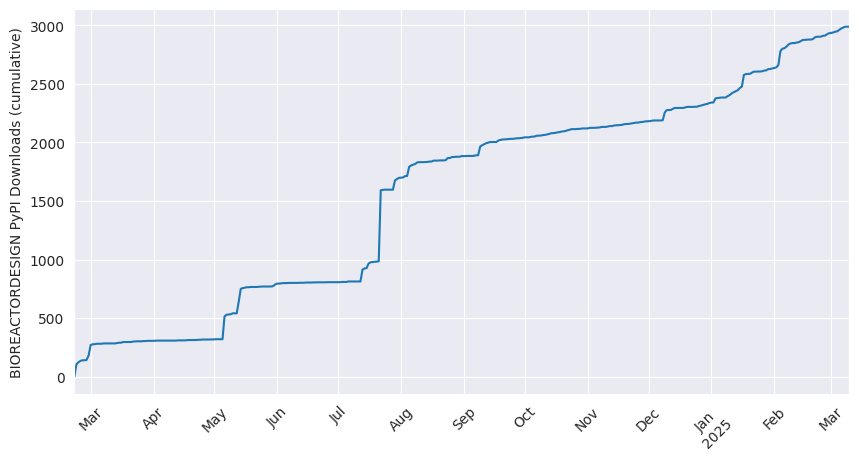 BIOREACTORDESIGN PyPI Downloads (cumulative)
3000
2500
2000
1500
1000
500
0
Mar
Apr
May
Jun
Jul
Aug
Sep
Oct
Nov
Dec
Jan
2025
Feb
Mar